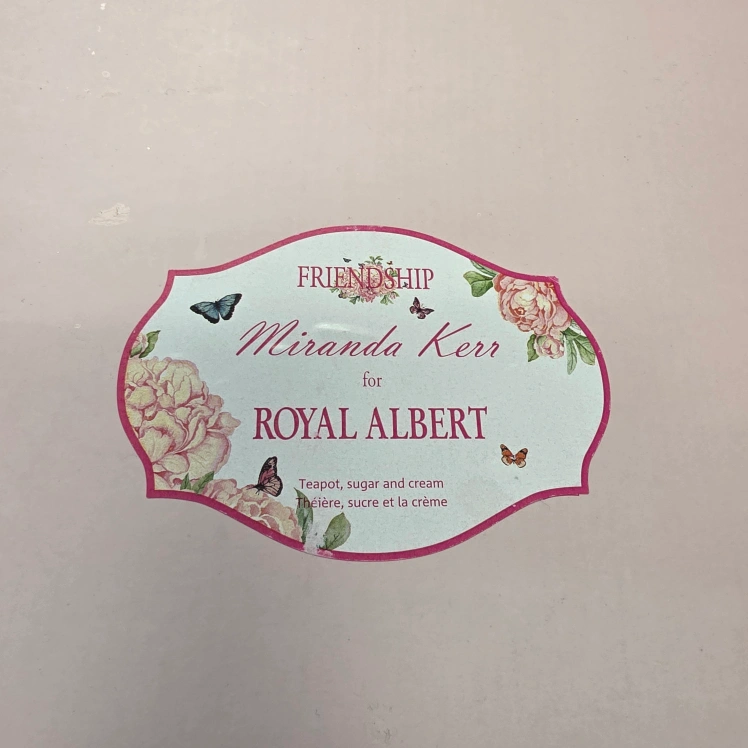 FRIENDSHIP
Miranda Kerr
for
ROYAL ALBERT
Teapot, sugar and cream
Théière, sucre et la crème